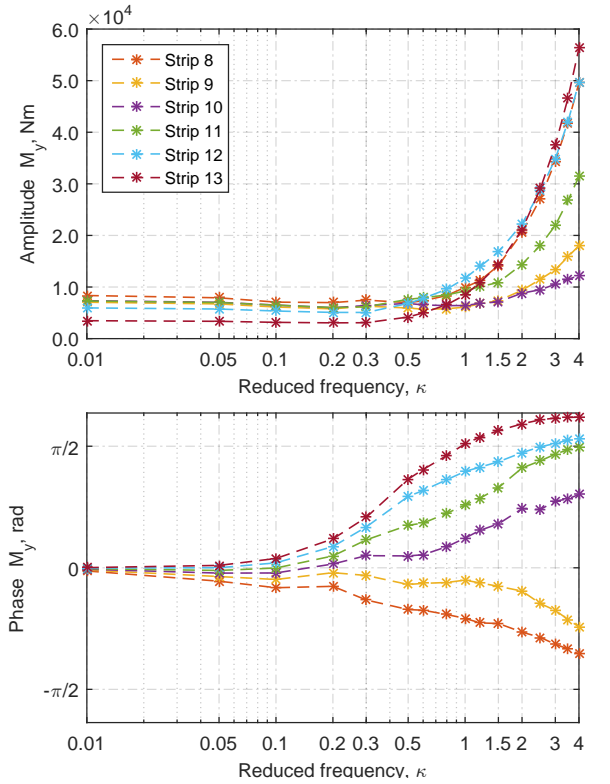 ×10⁴
6.0
5.0
4.0
3.0
2.0
1.0
0.0
Amplitude M_y, Nm
Strip 8
Strip 9
Strip 10
Strip 11
Strip 12
Strip 13
0.01 0.05 0.1 0.2 0.3 0.5 1 1.5 2 3 4
Reduced frequency, κ
π/2
0
-π/2
Phase M_y, rad
0.01 0.05 0.1 0.2 0.3 0.5 1 1.5 2 3 4
Reduced frequency, κ